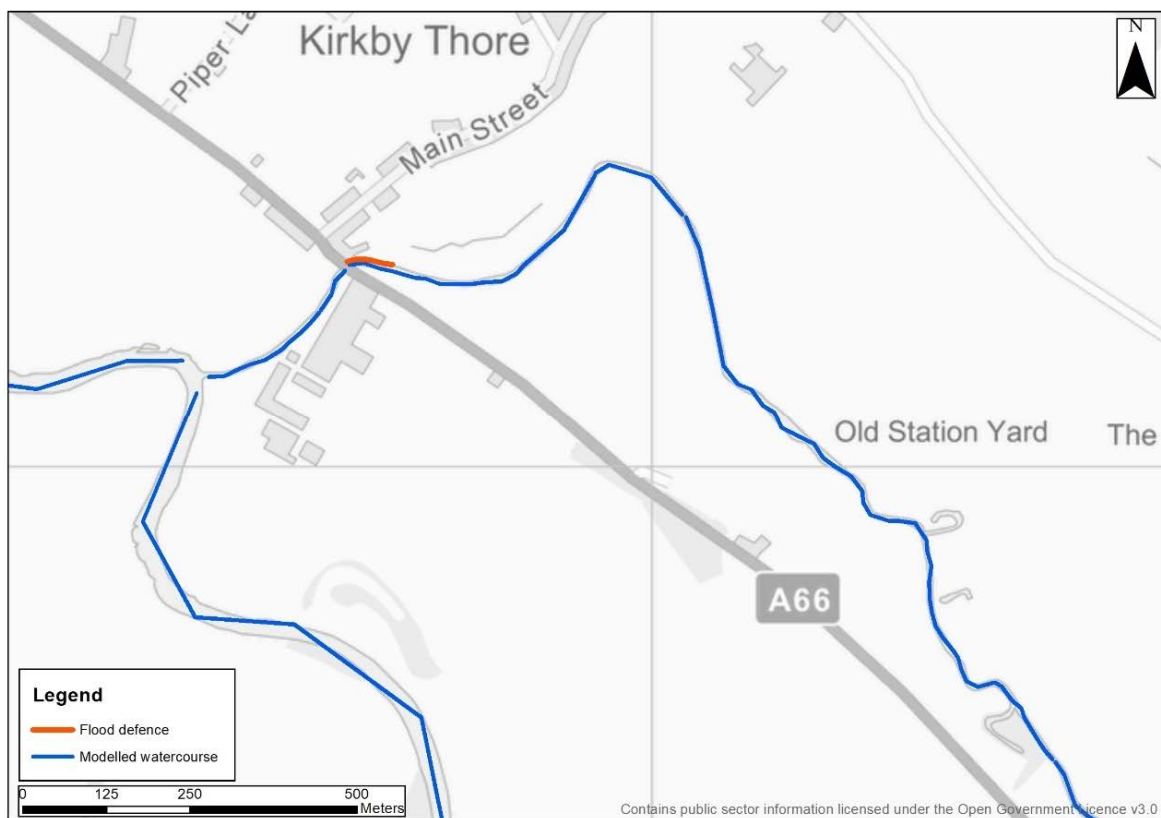 Kirkby Thore
N
Piper La
Main Street
Old Station Yard
The
A66
Legend
Flood defence
Modelled watercourse
0 125 250 500
Meters
Contains public sector information licensed under the Open Government Licence v3.0